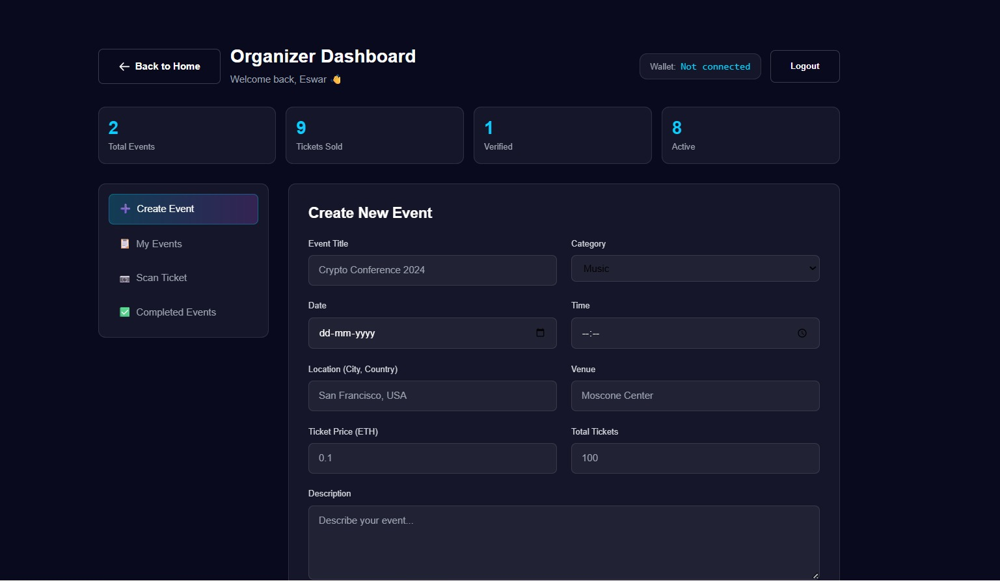 ← Back to Home
Organizer Dashboard
Welcome back, Eswar 👋
Wallet: Not connected
Logout
2
Total Events
9
Tickets Sold
1
Verified
8
Active
➕ Create Event
📋 My Events
📷 Scan Ticket
✅ Completed Events
Create New Event
Event Title
Category
Crypto Conference 2024
Music
Date
Time
dd-mm-yyyy
--:--
Location (City, Country)
Venue
San Francisco, USA
Moscone Center
Ticket Price (ETH)
Total Tickets
0.1
100
Description
Describe your event...